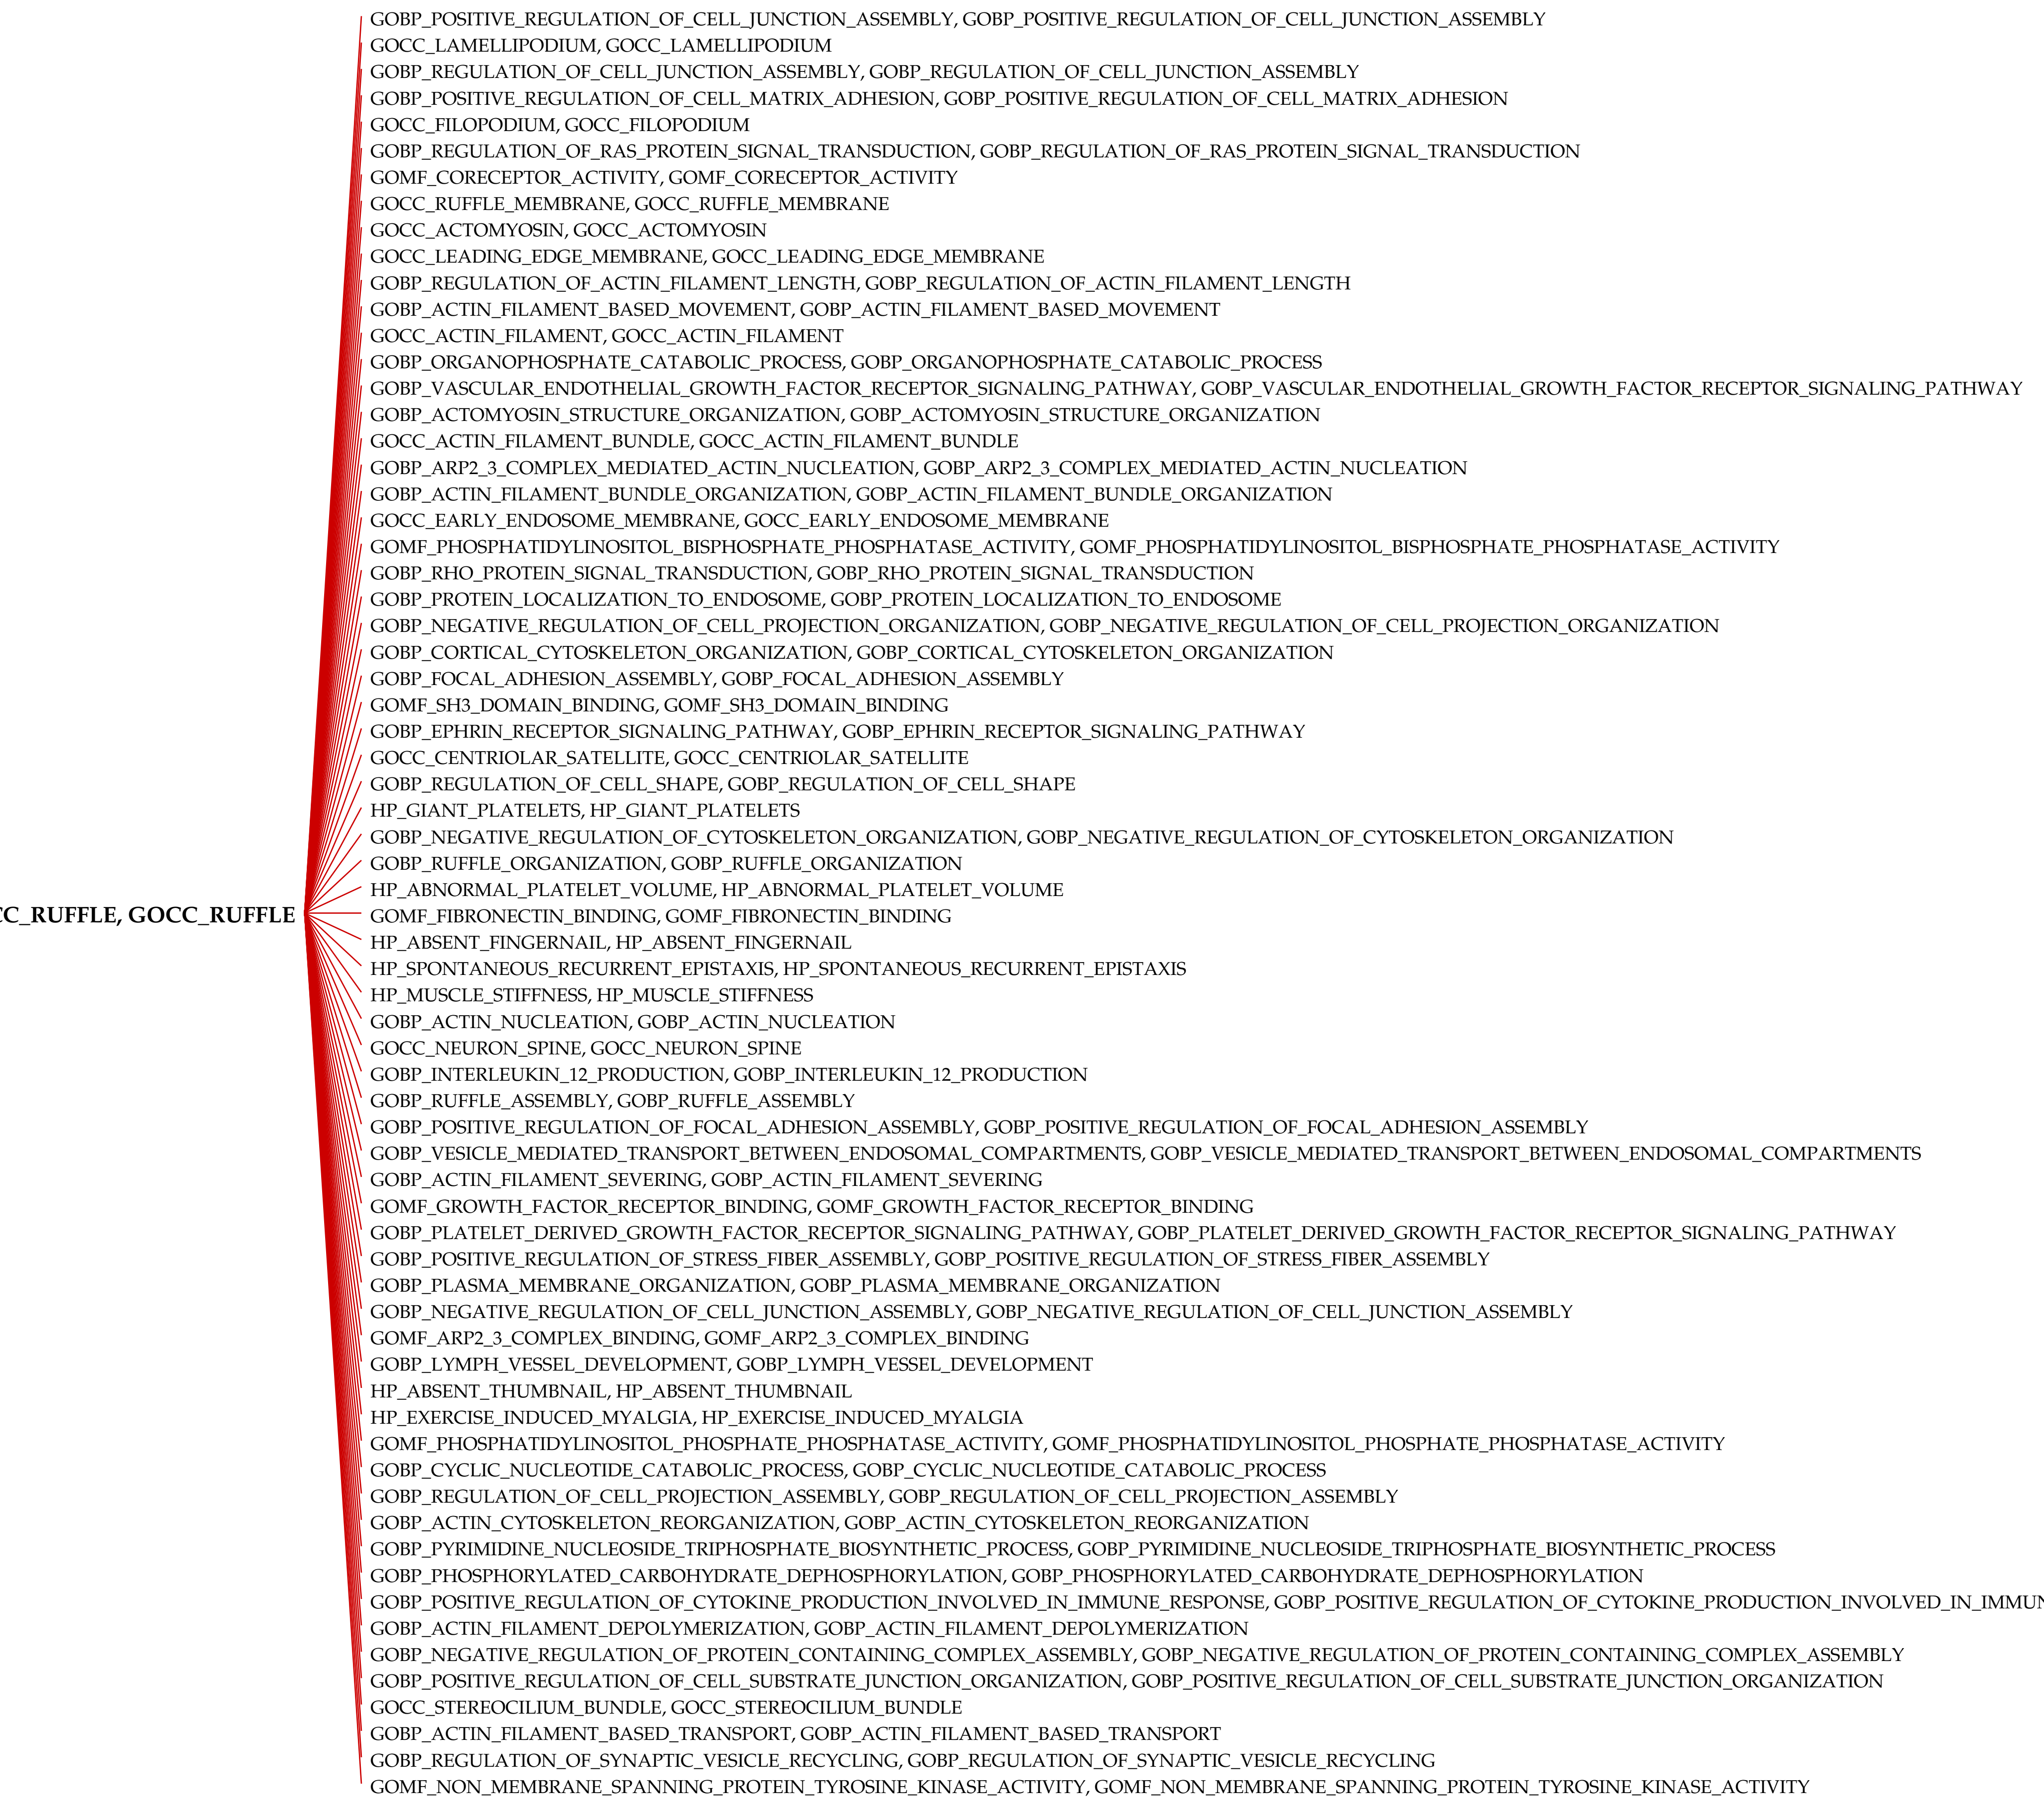 GOBP_POSITIVE_REGULATION_OF_CELL_JUNCTION_ASSEMBLY, GOBP_POSITIVE_REGULATION_OF_CELL_JUNCTION_ASSEMBLY
GOCC_LAMELLIPODIUM, GOCC_LAMELLIPODIUM
GOBP_REGULATION_OF_CELL_JUNCTION_ASSEMBLY, GOBP_REGULATION_OF_CELL_JUNCTION_ASSEMBLY
GOBP_POSITIVE_REGULATION_OF_CELL_MATRIX_ADHESION, GOBP_POSITIVE_REGULATION_OF_CELL_MATRIX_ADHESION
GOCC_FILOPODIUM, GOCC_FILOPODIUM
GOBP_REGULATION_OF_RAS_PROTEIN_SIGNAL_TRANSDUCTION, GOBP_REGULATION_OF_RAS_PROTEIN_SIGNAL_TRANSDUCTION
GOMF_CORECEPTOR_ACTIVITY, GOMF_CORECEPTOR_ACTIVITY
GOCC_RUFFLE_MEMBRANE, GOCC_RUFFLE_MEMBRANE
GOCC_ACTOMYOSIN, GOCC_ACTOMYOSIN
GOCC_LEADING_EDGE_MEMBRANE, GOCC_LEADING_EDGE_MEMBRANE
GOBP_REGULATION_OF_ACTIN_FILAMENT_LENGTH, GOBP_REGULATION_OF_ACTIN_FILAMENT_LENGTH
GOBP_ACTIN_FILAMENT_BASED_MOVEMENT, GOBP_ACTIN_FILAMENT_BASED_MOVEMENT
GOCC_ACTIN_FILAMENT, GOCC_ACTIN_FILAMENT
GOBP_ORGANOPHOSPHATE_CATABOLIC_PROCESS, GOBP_ORGANOPHOSPHATE_CATABOLIC_PROCESS
GOBP_VASCULAR_ENDOTHELIAL_GROWTH_FACTOR_RECEPTOR_SIGNALING_PATHWAY, GOBP_VASCULAR_ENDOTHELIAL_GROWTH_FACTOR_RECEPTOR_SIGNALING_PATHWAY
GOBP_ACTOMYOSIN_STRUCTURE_ORGANIZATION, GOBP_ACTOMYOSIN_STRUCTURE_ORGANIZATION
GOCC_ACTIN_FILAMENT_BUNDLE, GOCC_ACTIN_FILAMENT_BUNDLE
GOBP_ARP2_3_COMPLEX_MEDIATED_ACTIN_NUCLEATION, GOBP_ARP2_3_COMPLEX_MEDIATED_ACTIN_NUCLEATION
GOBP_ACTIN_FILAMENT_BUNDLE_ORGANIZATION, GOBP_ACTIN_FILAMENT_BUNDLE_ORGANIZATION
GOCC_EARLY_ENDOSOME_MEMBRANE, GOCC_EARLY_ENDOSOME_MEMBRANE
GOMF_PHOSPHATIDYLINOSITOL_BISPHOSPHATE_PHOSPHATASE_ACTIVITY, GOMF_PHOSPHATIDYLINOSITOL_BISPHOSPHATE_PHOSPHATASE_ACTIVITY
GOBP_RHO_PROTEIN_SIGNAL_TRANSDUCTION, GOBP_RHO_PROTEIN_SIGNAL_TRANSDUCTION
GOBP_PROTEIN_LOCALIZATION_TO_ENDOSOME, GOBP_PROTEIN_LOCALIZATION_TO_ENDOSOME
GOBP_NEGATIVE_REGULATION_OF_CELL_PROJECTION_ORGANIZATION, GOBP_NEGATIVE_REGULATION_OF_CELL_PROJECTION_ORGANIZATION
GOBP_CORTICAL_CYTOSKELETON_ORGANIZATION, GOBP_CORTICAL_CYTOSKELETON_ORGANIZATION
GOBP_FOCAL_ADHESION_ASSEMBLY, GOBP_FOCAL_ADHESION_ASSEMBLY
GOMF_SH3_DOMAIN_BINDING, GOMF_SH3_DOMAIN_BINDING
GOBP_EPHRIN_RECEPTOR_SIGNALING_PATHWAY, GOBP_EPHRIN_RECEPTOR_SIGNALING_PATHWAY
GOCC_CENTRIOLAR_SATELLITE, GOCC_CENTRIOLAR_SATELLITE
GOBP_REGULATION_OF_CELL_SHAPE, GOBP_REGULATION_OF_CELL_SHAPE
HP_GIANT_PLATELETS, HP_GIANT_PLATELETS
GOBP_NEGATIVE_REGULATION_OF_CYTOSKELETON_ORGANIZATION, GOBP_NEGATIVE_REGULATION_OF_CYTOSKELETON_ORGANIZATION
GOBP_RUFFLE_ORGANIZATION, GOBP_RUFFLE_ORGANIZATION
HP_ABNORMAL_PLATELET_VOLUME, HP_ABNORMAL_PLATELET_VOLUME
CC_RUFFLE, GOCC_RUFFLE
GOMF_FIBRONECTIN_BINDING, GOMF_FIBRONECTIN_BINDING
HP_ABSENT_FINGERNAIL, HP_ABSENT_FINGERNAIL
HP_SPONTANEOUS_RECURRENT_EPISTAXIS, HP_SPONTANEOUS_RECURRENT_EPISTAXIS
HP_MUSCLE_STIFFNESS, HP_MUSCLE_STIFFNESS
GOBP_ACTIN_NUCLEATION, GOBP_ACTIN_NUCLEATION
GOCC_NEURON_SPINE, GOCC_NEURON_SPINE
GOBP_INTERLEUKIN_12_PRODUCTION, GOBP_INTERLEUKIN_12_PRODUCTION
GOBP_RUFFLE_ASSEMBLY, GOBP_RUFFLE_ASSEMBLY
GOBP_POSITIVE_REGULATION_OF_FOCAL_ADHESION_ASSEMBLY, GOBP_POSITIVE_REGULATION_OF_FOCAL_ADHESION_ASSEMBLY
GOBP_VESICLE_MEDIATED_TRANSPORT_BETWEEN_ENDOSOMAL_COMPARTMENTS, GOBP_VESICLE_MEDIATED_TRANSPORT_BETWEEN_ENDOSOMAL_COMPARTMENTS
GOBP_ACTIN_FILAMENT_SEVERING, GOBP_ACTIN_FILAMENT_SEVERING
GOMF_GROWTH_FACTOR_RECEPTOR_BINDING, GOMF_GROWTH_FACTOR_RECEPTOR_BINDING
GOBP_PLATELET_DERIVED_GROWTH_FACTOR_RECEPTOR_SIGNALING_PATHWAY, GOBP_PLATELET_DERIVED_GROWTH_FACTOR_RECEPTOR_SIGNALING_PATHWAY
GOBP_POSITIVE_REGULATION_OF_STRESS_FIBER_ASSEMBLY, GOBP_POSITIVE_REGULATION_OF_STRESS_FIBER_ASSEMBLY
GOBP_PLASMA_MEMBRANE_ORGANIZATION, GOBP_PLASMA_MEMBRANE_ORGANIZATION
GOBP_NEGATIVE_REGULATION_OF_CELL_JUNCTION_ASSEMBLY, GOBP_NEGATIVE_REGULATION_OF_CELL_JUNCTION_ASSEMBLY
GOMF_ARP2_3_COMPLEX_BINDING, GOMF_ARP2_3_COMPLEX_BINDING
GOBP_LYMPH_VESSEL_DEVELOPMENT, GOBP_LYMPH_VESSEL_DEVELOPMENT
HP_ABSENT_THUMBNAIL, HP_ABSENT_THUMBNAIL
HP_EXERCISE_INDUCED_MYALGIA, HP_EXERCISE_INDUCED_MYALGIA
GOMF_PHOSPHATIDYLINOSITOL_PHOSPHATE_PHOSPHATASE_ACTIVITY, GOMF_PHOSPHATIDYLINOSITOL_PHOSPHATE_PHOSPHATASE_ACTIVITY
GOBP_CYCLIC_NUCLEOTIDE_CATABOLIC_PROCESS, GOBP_CYCLIC_NUCLEOTIDE_CATABOLIC_PROCESS
GOBP_REGULATION_OF_CELL_PROJECTION_ASSEMBLY, GOBP_REGULATION_OF_CELL_PROJECTION_ASSEMBLY
GOBP_ACTIN_CYTOSKELETON_REORGANIZATION, GOBP_ACTIN_CYTOSKELETON_REORGANIZATION
GOBP_PYRIMIDINE_NUCLEOSIDE_TRIPHOSPHATE_BIOSYNTHETIC_PROCESS, GOBP_PYRIMIDINE_NUCLEOSIDE_TRIPHOSPHATE_BIOSYNTHETIC_PROCESS
GOBP_PHOSPHORYLATED_CARBOHYDRATE_DEPHOSPHORYLATION, GOBP_PHOSPHORYLATED_CARBOHYDRATE_DEPHOSPHORYLATION
GOBP_POSITIVE_REGULATION_OF_CYTOKINE_PRODUCTION_INVOLVED_IN_IMMUNE_RESPONSE, GOBP_POSITIVE_REGULATION_OF_CYTOKINE_PRODUCTION_INVOLVED_IN_IMMUN
GOBP_ACTIN_FILAMENT_DEPOLYMERIZATION, GOBP_ACTIN_FILAMENT_DEPOLYMERIZATION
GOBP_NEGATIVE_REGULATION_OF_PROTEIN_CONTAINING_COMPLEX_ASSEMBLY, GOBP_NEGATIVE_REGULATION_OF_PROTEIN_CONTAINING_COMPLEX_ASSEMBLY
GOBP_POSITIVE_REGULATION_OF_CELL_SUBSTRATE_JUNCTION_ORGANIZATION, GOBP_POSITIVE_REGULATION_OF_CELL_SUBSTRATE_JUNCTION_ORGANIZATION
GOCC_STEREOCILIUM_BUNDLE, GOCC_STEREOCILIUM_BUNDLE
GOBP_ACTIN_FILAMENT_BASED_TRANSPORT, GOBP_ACTIN_FILAMENT_BASED_TRANSPORT
GOBP_REGULATION_OF_SYNAPTIC_VESICLE_RECYCLING, GOBP_REGULATION_OF_SYNAPTIC_VESICLE_RECYCLING
GOMF_NON_MEMBRANE_SPANNING_PROTEIN_TYROSINE_KINASE_ACTIVITY, GOMF_NON_MEMBRANE_SPANNING_PROTEIN_TYROSINE_KINASE_ACTIVITY